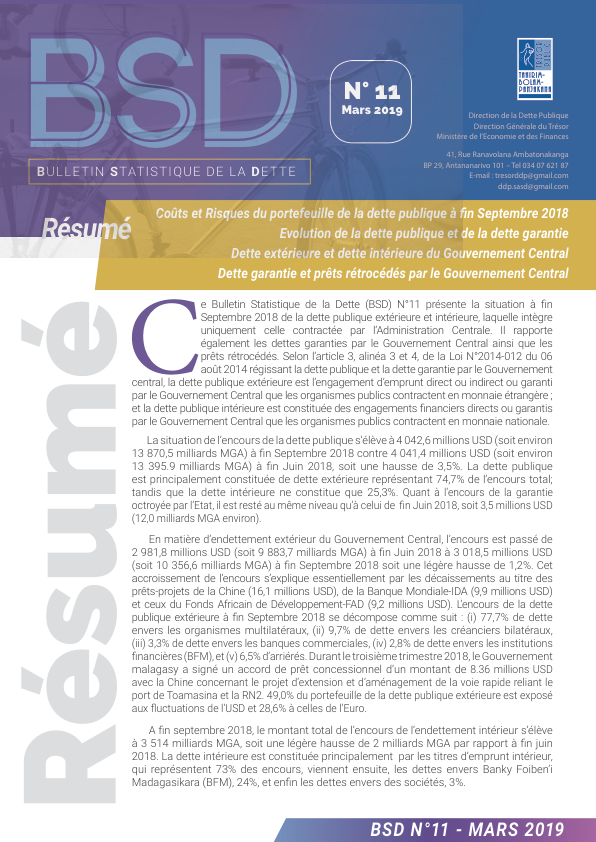 BSD
BULLETIN STATISTIQUE DE LA DETTE
N° 11
Mars 2019
TAHIRIM-
BOLAM-
PANJAKANA
Direction de la Dette Publique
Direction Générale du Trésor
Ministère de l'Economie et des Finances
41, Rue Ranavolana Ambatonakanga
BP 29, Antananarivo 101 – Tel 034 07 621 87
E-mail : tresorddp@gmail.com
ddp.sasd@gmail.com
Résumé
Coûts et Risques du portefeuille de la dette publique à fin Septembre 2018
Evolution de la dette publique et de la dette garantie
Dette extérieure et dette intérieure du Gouvernement Central
Dette garantie et prêts rétrocédés par le Gouvernement Central
Résumé
Ce Bulletin Statistique de la Dette (BSD) N°11 présente la situation à fin
Septembre 2018 de la dette publique extérieure et intérieure, laquelle intègre
uniquement celle contractée par l'Administration Centrale. Il rapporte
également les dettes garanties par le Gouvernement Central ainsi que les
prêts rétrocédés. Selon l'article 3, alinéa 3 et 4, de la Loi N°2014-012 du 06
août 2014 régissant la dette publique et la dette garantie par le Gouvernement
central, la dette publique extérieure est l'engagement d'emprunt direct ou indirect ou garanti
par le Gouvernement Central que les organismes publics contractent en monnaie étrangère ;
et la dette publique intérieure est constituée des engagements financiers directs ou garantis
par le Gouvernement Central que les organismes publics contractent en monnaie nationale.
La situation de l'encours de la dette publique s'élève à 4 042,6 millions USD (soit environ
13 870,5 milliards MGA) à fin Septembre 2018 contre 4 041,4 millions USD (soit environ
13 395.9 milliards MGA) à fin Juin 2018, soit une hausse de 3,5%. La dette publique
est principalement constituée de dette extérieure représentant 74,7% de l'encours total;
tandis que la dette intérieure ne constitue que 25,3%. Quant à l'encours de la garantie
octroyée par l'Etat, il est resté au même niveau qu'à celui de fin Juin 2018, soit 3,5 millions USD
(12,0 milliards MGA environ).
En matière d'endettement extérieur du Gouvernement Central, l'encours est passé de
2 981,8 millions USD (soit 9 883,7 milliards MGA) à fin Juin 2018 à 3 018,5 millions USD
(soit 10 356,6 milliards MGA) à fin Septembre 2018 soit une légère hausse de 1,2%. Cet
accroissement de l'encours s'explique essentiellement par les décaissements au titre des
prêts-projets de la Chine (16,1 millions USD), de la Banque Mondiale-IDA (9,9 millions USD)
et ceux du Fonds Africain de Développement-FAD (9,2 millions USD). L'encours de la dette
publique extérieure à fin Septembre 2018 se décompose comme suit : (i) 77,7% de dette
envers les organismes multilatéraux, (ii) 9,7% de dette envers les créanciers bilatéraux,
(iii) 3,3% de dette envers les banques commerciales, (iv) 2,8% de dette envers les institutions
financières (BFM), et (v) 6,5% d'arriérés. Durant le troisième trimestre 2018, le Gouvernement
malagasy a signé un accord de prêt concessionnel d'un montant de 8.36 millions USD
avec la Chine concernant le projet d'extension et d'aménagement de la voie rapide reliant le
port de Toamasina et la RN2. 49,0% du portefeuille de la dette publique extérieure est exposé
aux fluctuations de l'USD et 28,6% à celles de l'Euro.
A fin septembre 2018, le montant total de l'encours de l'endettement intérieur s'élève
à 3 514 milliards MGA, soit une légère hausse de 2 milliards MGA par rapport à fin juin
2018. La dette intérieure est constituée principalement par les titres d'emprunt intérieur,
qui représentent 73% des encours, viennent ensuite, les dettes envers Banky Foiben'i
Madagasikara (BFM), 24%, et enfin les dettes envers des sociétés, 3%.
BSD N°11 - MARS 2019